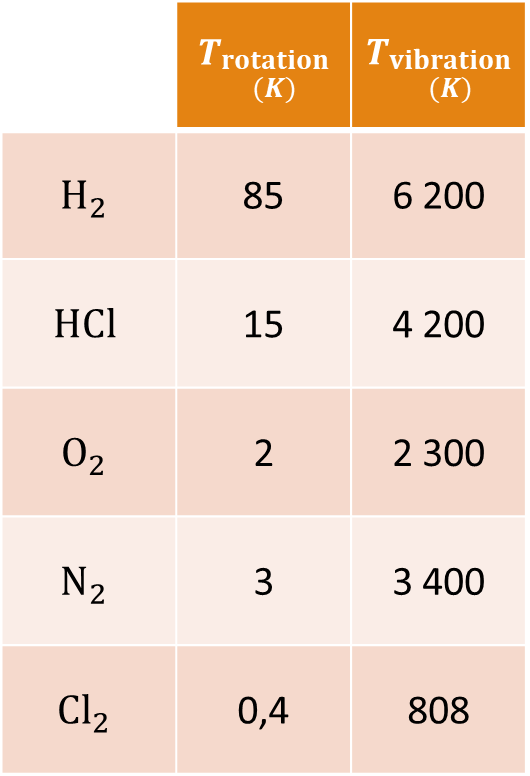 T rotation (K) T vibration (K)
H₂ 85 6 200
HCl 15 4 200
O₂ 2 2 300
N₂ 3 3 400
Cl₂ 0,4 808